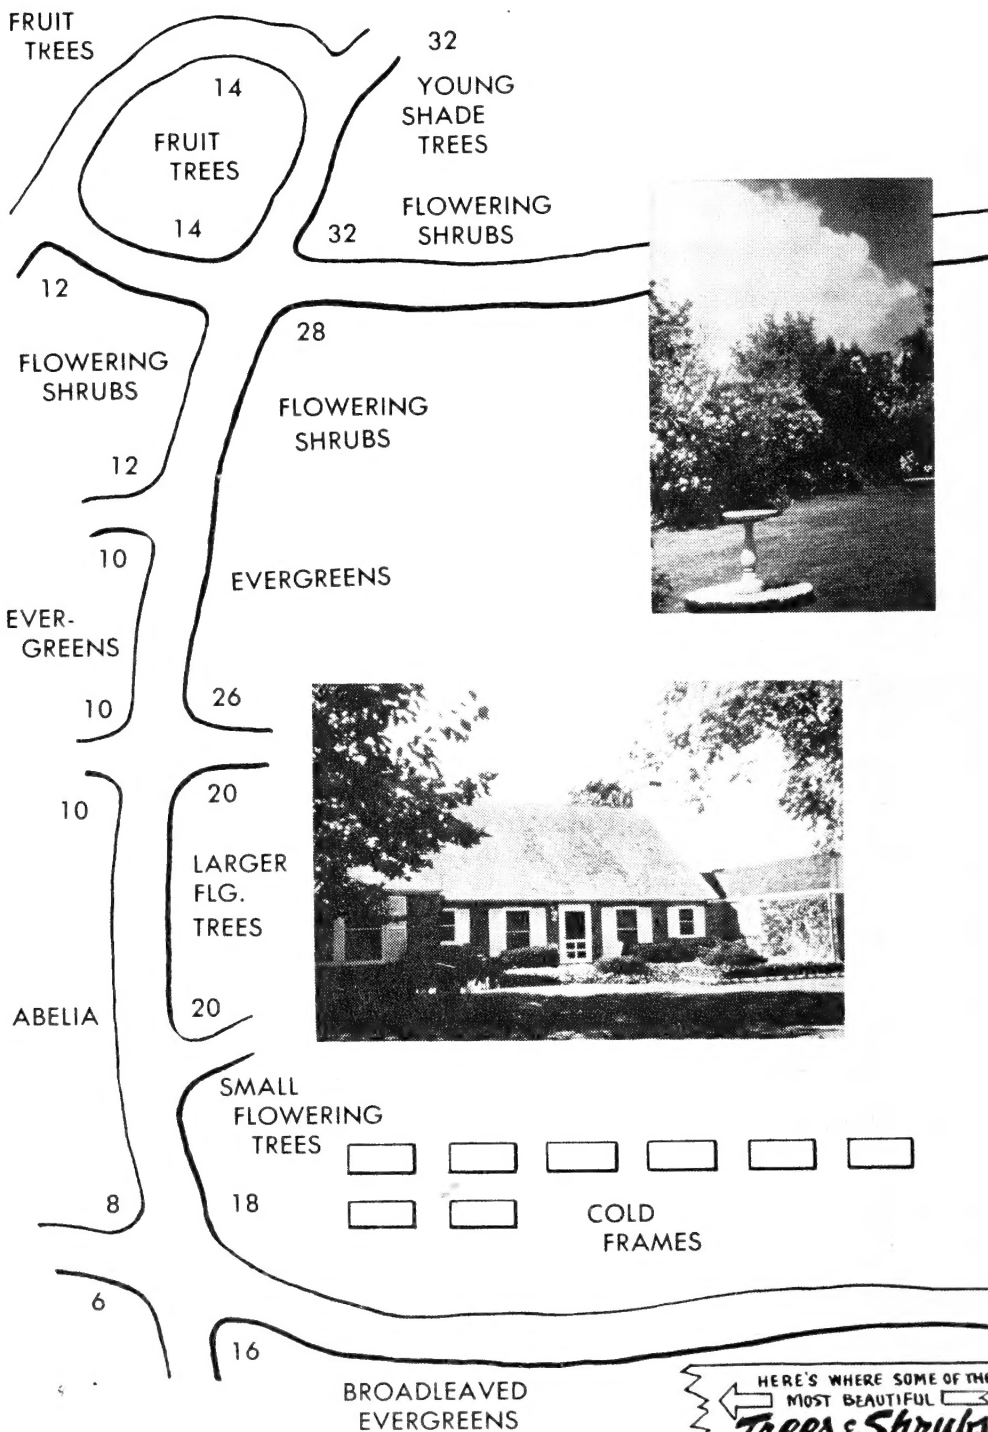 FRUIT
TREES
32
YOUNG
SHADE
TREES
14
FRUIT
TREES
14
FLOWERING
SHRUBS
32
12
28
FLOWERING
SHRUBS
FLOWERING
SHRUBS
12
10
EVERGREENS
EVER-
GREENS
10
26
10
20
LARGER
FLG.
TREES
ABELIA
20
SMALL
FLOWERING
TREES
8
18
COLD
FRAMES
6
16
BROADLEAVED
EVERGREENS
HERE'S WHERE SOME OF THE
MOST BEAUTIFUL
Trees & Shrubs